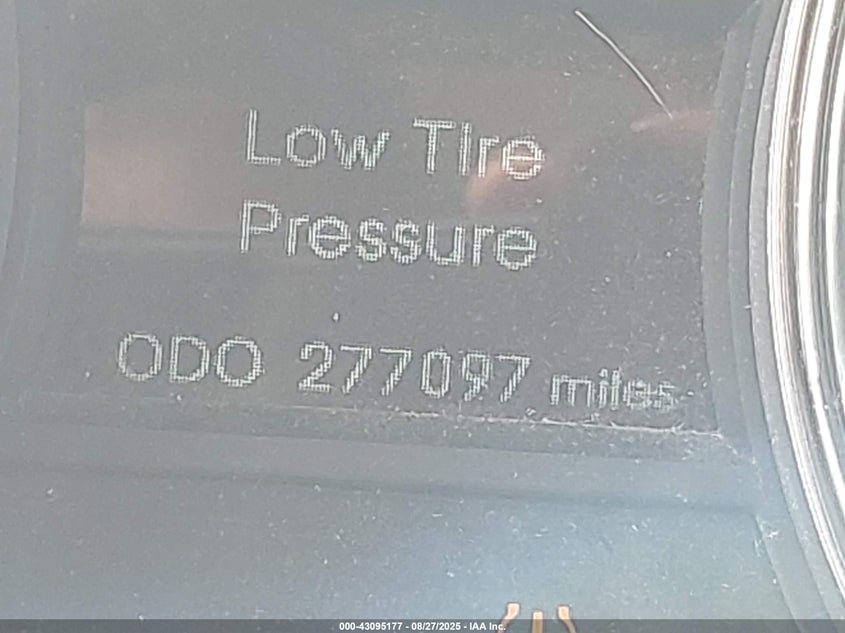 Low Tire
Pressure
ODO 277097 miles
000-43095177 - 08/27/2025 - IAA Inc.